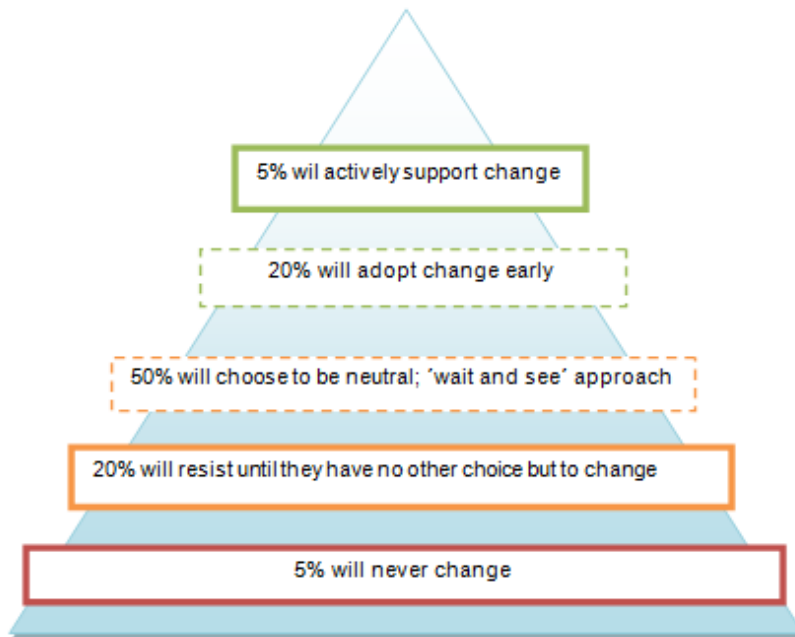 5% wil actively support change
20% will adopt change early
50% will choose to be neutral; ´wait and see´ approach
20% will resist until they have no other choice but to change
5% will never change